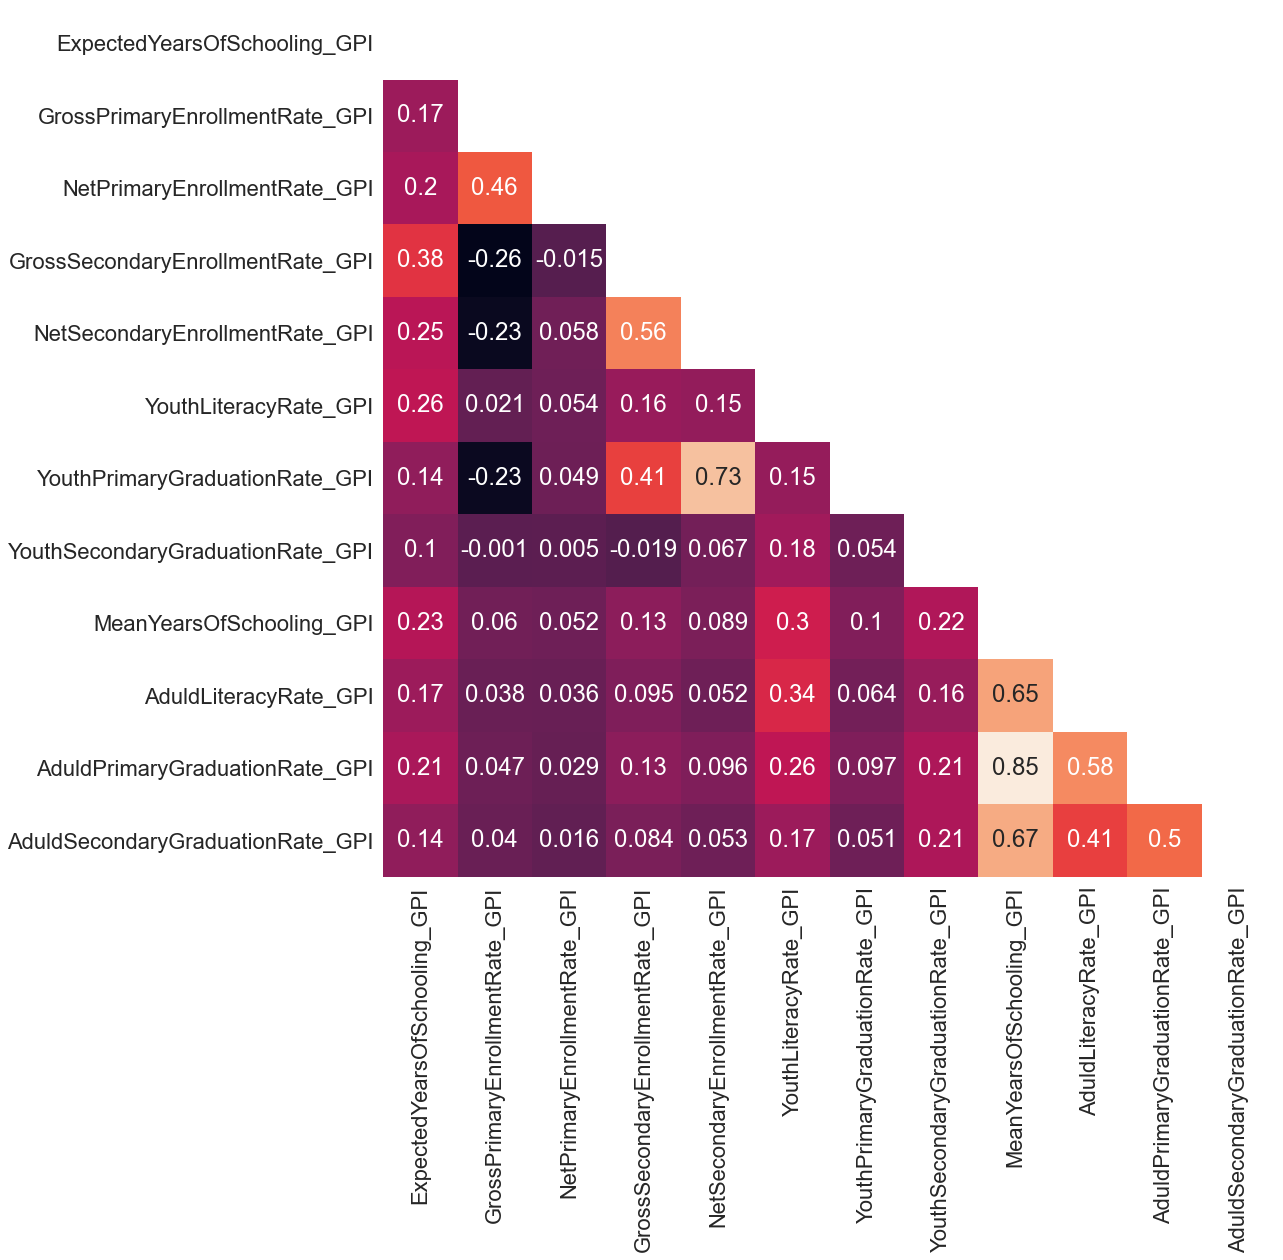 ExpectedYearsOfSchooling_GPI
GrossPrimaryEnrollmentRate_GPI 0.17
NetPrimaryEnrollmentRate_GPI 0.2 0.46
GrossSecondaryEnrollmentRate_GPI 0.38 -0.26 -0.015
NetSecondaryEnrollmentRate_GPI 0.25 -0.23 0.058 0.56
YouthLiteracyRate_GPI 0.26 0.021 0.054 0.16 0.15
YouthPrimaryGraduationRate_GPI 0.14 -0.23 0.049 0.41 0.73 0.15
YouthSecondaryGraduationRate_GPI 0.1 -0.001 0.005 -0.019 0.067 0.18 0.054
MeanYearsOfSchooling_GPI 0.23 0.06 0.052 0.13 0.089 0.3 0.1 0.22
AduldLiteracyRate_GPI 0.17 0.038 0.036 0.095 0.052 0.34 0.064 0.16 0.65
AduldPrimaryGraduationRate_GPI 0.21 0.047 0.029 0.13 0.096 0.26 0.097 0.21 0.85 0.58
AduldSecondaryGraduationRate_GPI 0.14 0.04 0.016 0.084 0.053 0.17 0.051 0.21 0.67 0.41 0.5
ExpectedYearsOfSchooling_GPI
GrossPrimaryEnrollmentRate_GPI
NetPrimaryEnrollmentRate_GPI
GrossSecondaryEnrollmentRate_GPI
NetSecondaryEnrollmentRate_GPI
YouthLiteracyRate_GPI
YouthPrimaryGraduationRate_GPI
YouthSecondaryGraduationRate_GPI
MeanYearsOfSchooling_GPI
AduldLiteracyRate_GPI
AduldPrimaryGraduationRate_GPI
AduldSecondaryGraduationRate_GPI